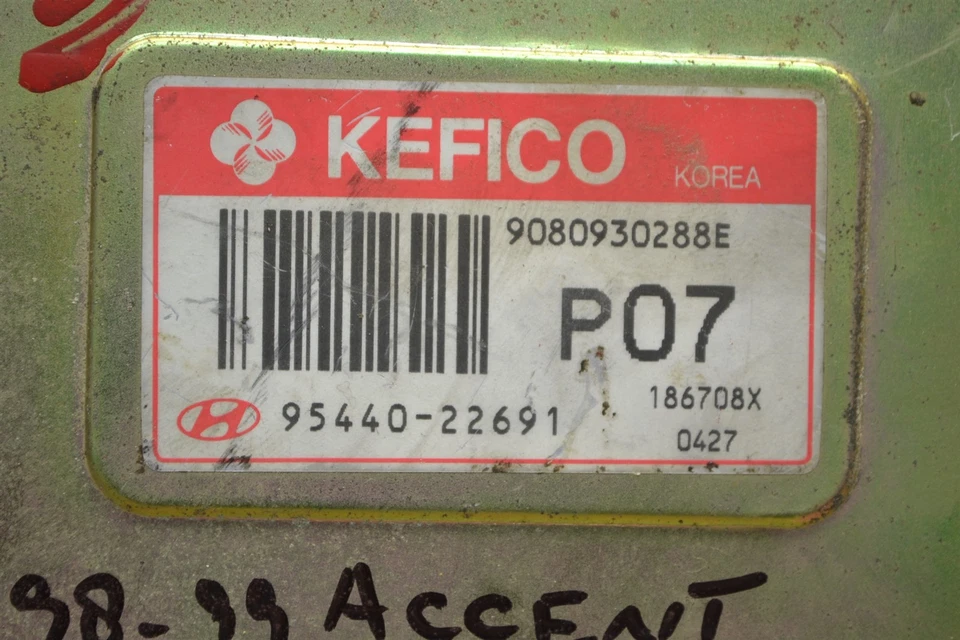 KEFICO
KOREA
9080930288E
P07
186708X
95440-22691
0427
98-99 ACCENT